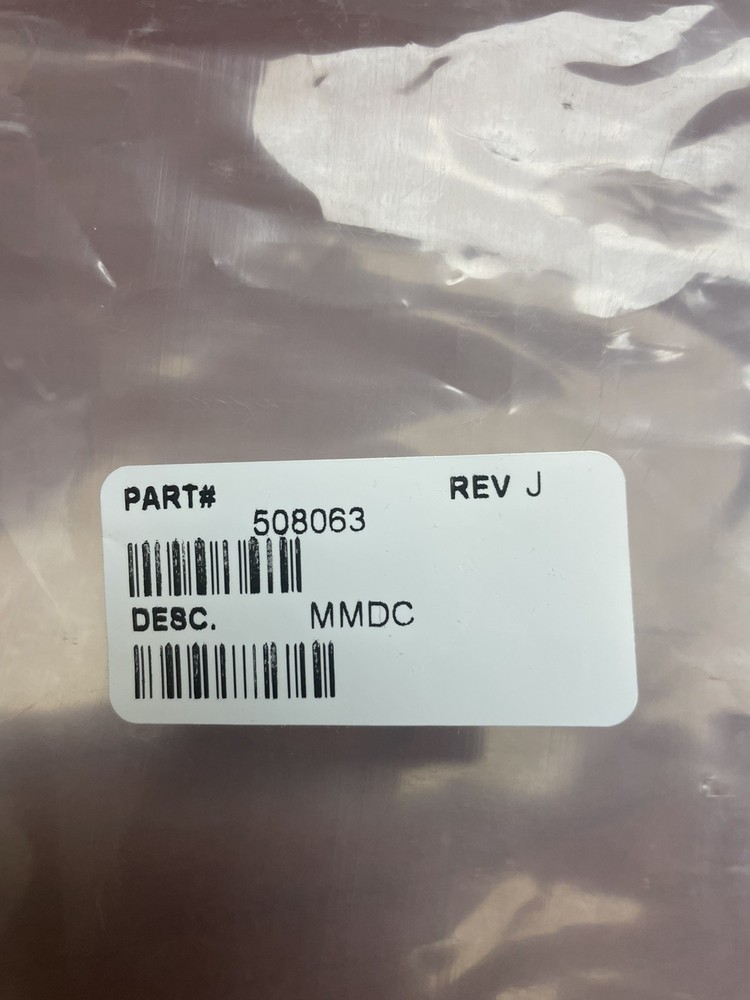 PART# REV J
508063
DESC. MMDC